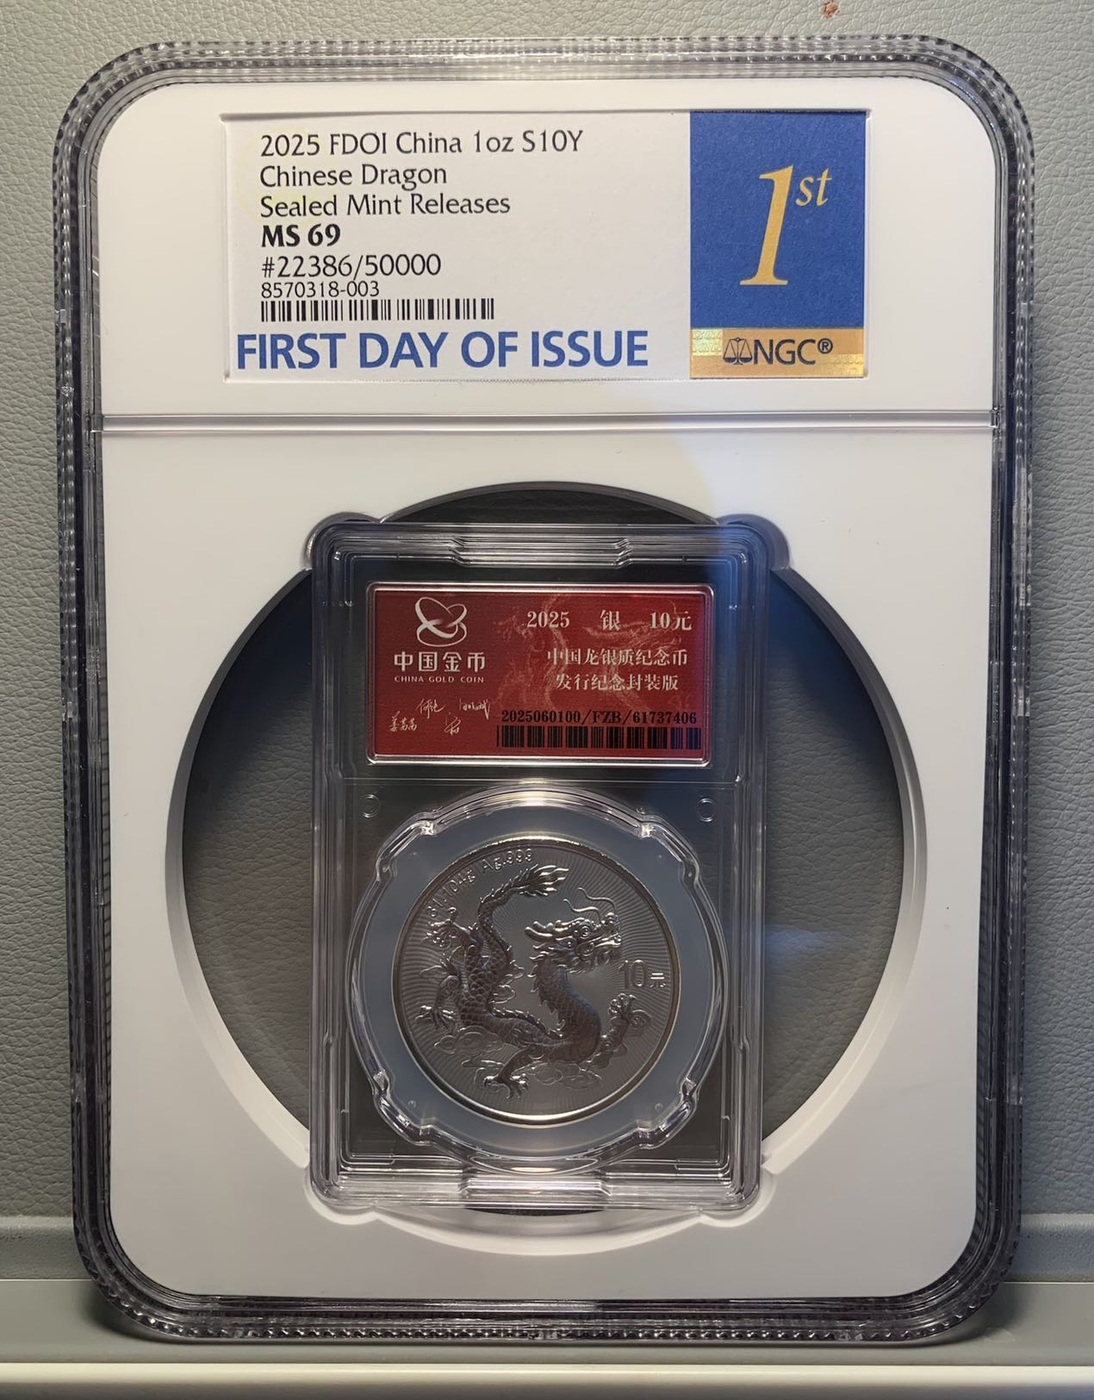 2025 FDOI China 1oz S10Y
Chinese Dragon
Sealed Mint Releases
MS 69
#22386/50000
8570318-003
FIRST DAY OF ISSUE
1st
NGC®
中国金币
CHINA GOLD COIN
2025 银 10元
中国龙银质纪念币
发行纪念封装版
2025060100/FZB/61737406
Ag.999
10元